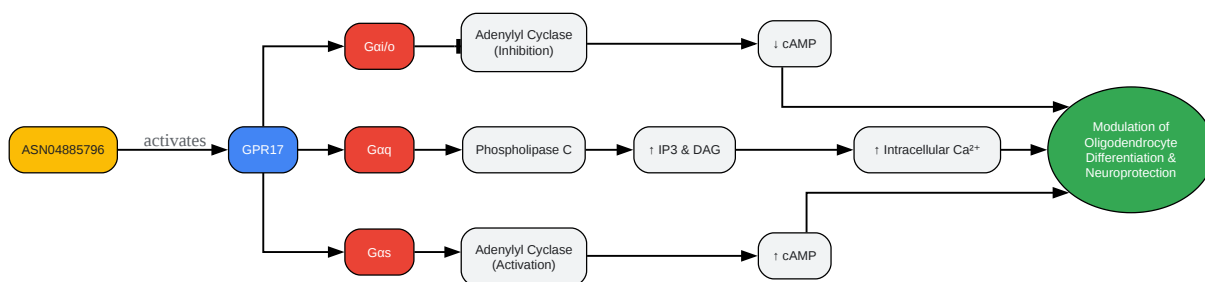 Gαi/o
Adenylyl Cyclase
(Inhibition)
↓ cAMP
ASN04885796
activates
GPR17
Gαq
Phospholipase C
↑ IP3 & DAG
↑ Intracellular Ca²⁺
Modulation of
Oligodendrocyte
Differentiation &
Neuroprotection
Gαs
Adenylyl Cyclase
(Activation)
↑ cAMP